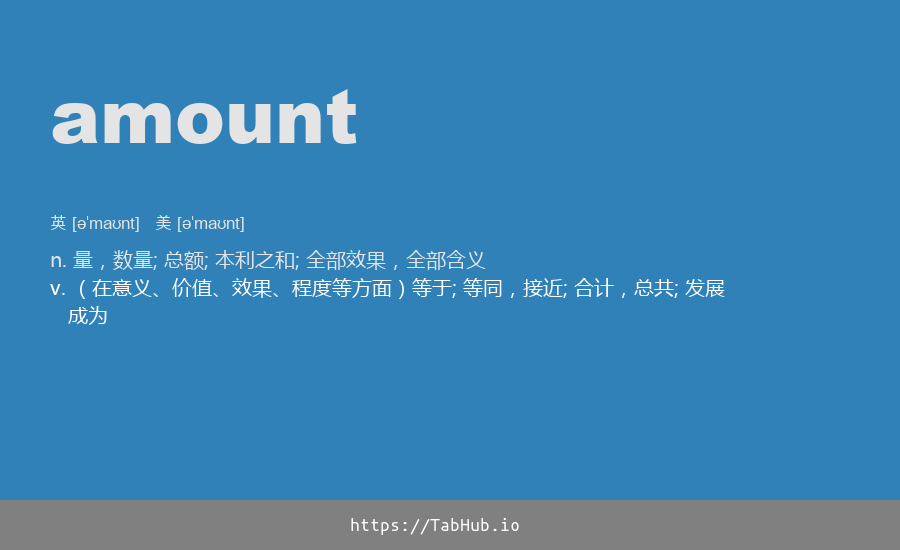 amount
英 [ə'maʊnt] 美 [ə'maʊnt]
n. 量，数量; 总额; 本利之和; 全部效果，全部含义
v. （在意义、价值、效果、程度等方面）等于; 等同，接近; 合计，总共; 发展
成为
https://TabHub.io